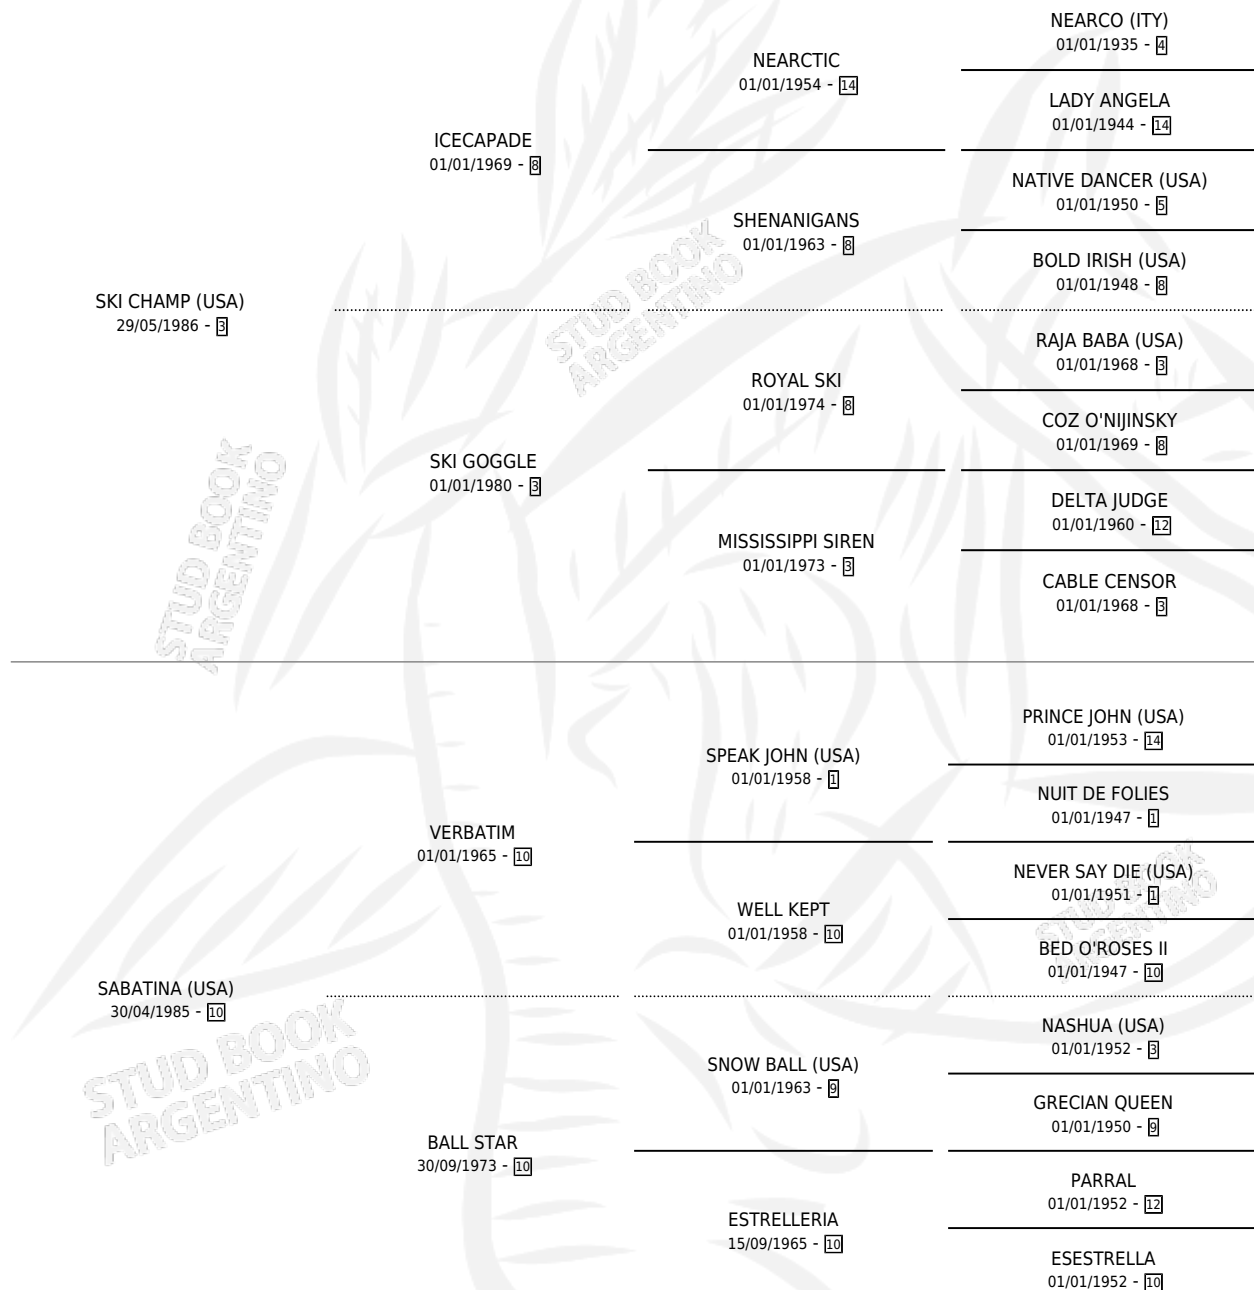 NEARCO (ITY)
01/01/1935 - 4
NEARCTIC
01/01/1954 - 14
LADY ANGELA
01/01/1944 - 14
ICECAPADE
01/01/1969 - 8
NATIVE DANCER (USA)
01/01/1950 - 5
SHENANIGANS
01/01/1963 - 8
BOLD IRISH (USA)
01/01/1948 - 8
SKI CHAMP (USA)
29/05/1986 - 3
STUD BOOK
ARGENTINO
RAJA BABA (USA)
01/01/1968 - 3
ROYAL SKI
01/01/1974 - 8
COZ O'NIJINSKY
01/01/1969 - 8
SKI GOGGLE
01/01/1980 - 3
DELTA JUDGE
01/01/1960 - 12
MISSISSIPPI SIREN
01/01/1973 - 3
CABLE CENSOR
01/01/1968 - 3
STUD BOOK
ARGENTINO
PRINCE JOHN (USA)
01/01/1953 - 14
SPEAK JOHN (USA)
01/01/1958 - 1
NUIT DE FOLIES
01/01/1947 - 1
VERBATIM
01/01/1965 - 10
NEVER SAY DIE (USA)
01/01/1951 - 1
STUD BOOK
ARGENTINO
WELL KEPT
01/01/1958 - 10
BED O'ROSES II
01/01/1947 - 10
SABATINA (USA)
30/04/1985 - 10
STUD BOOK
ARGENTINO
NASHUA (USA)
01/01/1952 - 3
SNOW BALL (USA)
01/01/1963 - 9
GRECIAN QUEEN
01/01/1950 - 9
BALL STAR
30/09/1973 - 10
PARRAL
01/01/1952 - 12
ESTRELLERIA
15/09/1965 - 10
ESESTRELLA
01/01/1952 - 10